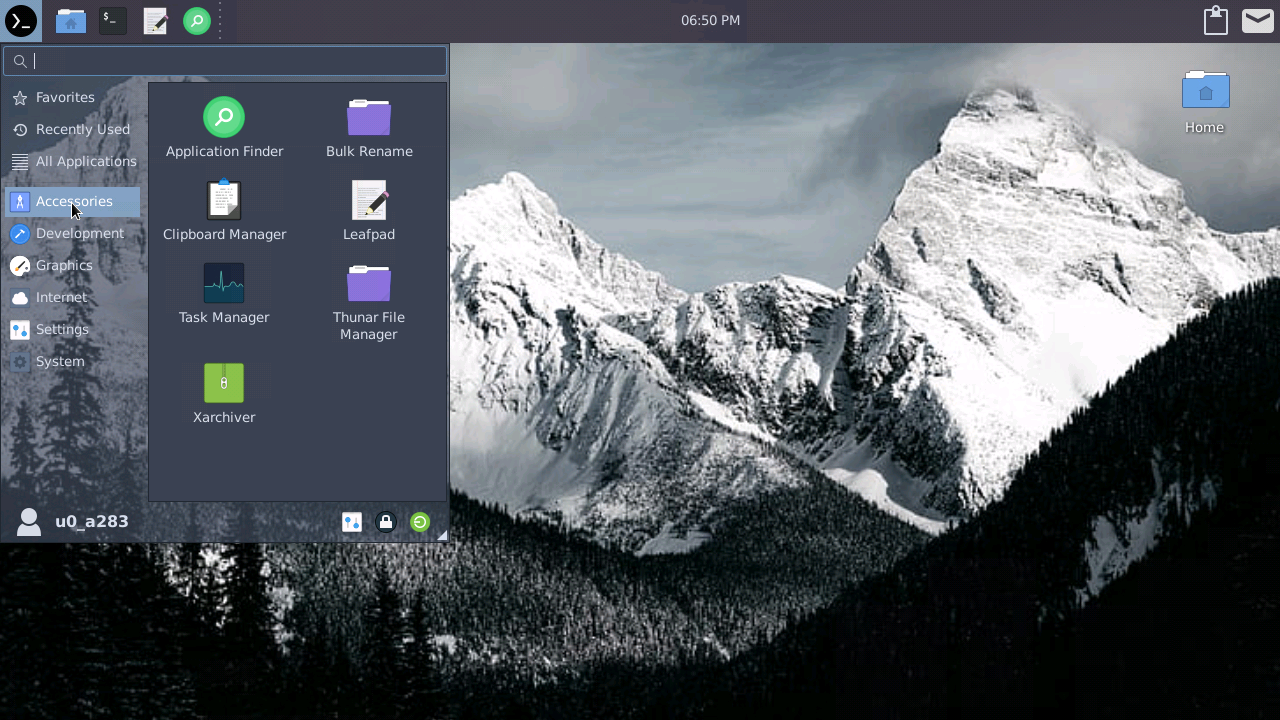 06:50 PM
Favorites
Recently Used
All Applications
Accessories
Development
Graphics
Internet
Settings
System
Application Finder
Bulk Rename
Clipboard Manager
Leafpad
Task Manager
Thunar File
Manager
Xarchiver
u0_a283
Home